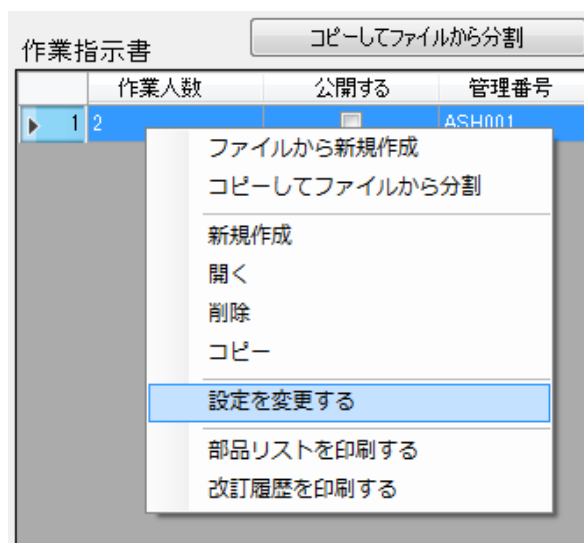 作業指示書
コピーしてファイルから分割
作業人数 公開する 管理番号
1 2 ASH001
ファイルから新規作成
コピーしてファイルから分割
新規作成
開く
削除
コピー
設定を変更する
部品リストを印刷する
改訂履歴を印刷する